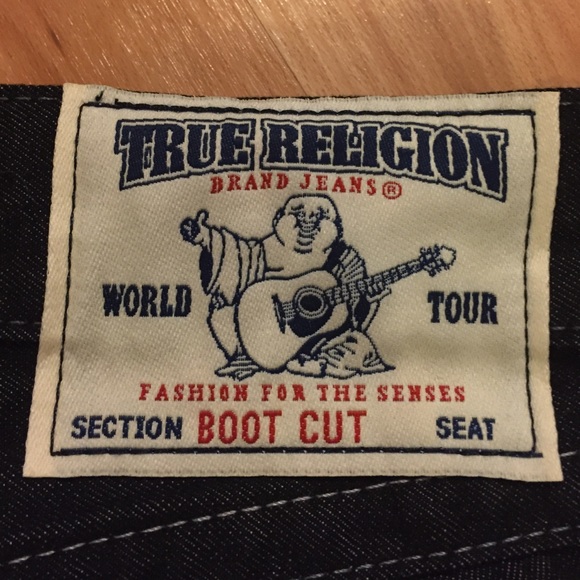 TRUE RELIGION
BRAND JEANS®
WORLD TOUR
FASHION FOR THE SENSES
SECTION BOOT CUT SEAT